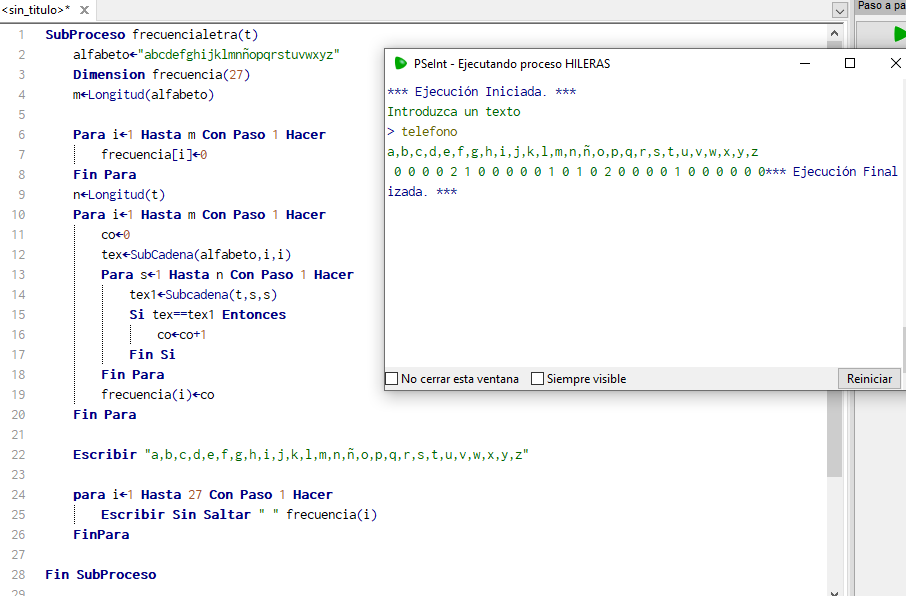 <sin_titulo>* X
Paso a pa
1 SubProceso frecuencialetra(t)
2 alfabeto←"abcdefghijklmnñopqrstuvwxyz"
3 Dimension frecuencia(27)
4 m←Longitud(alfabeto)
5
6 Para i←1 Hasta m Con Paso 1 Hacer
7 frecuencia[i]←0
8 Fin Para
9 n←Longitud(t)
10 Para i←1 Hasta m Con Paso 1 Hacer
11 co←0
12 tex←SubCadena(alfabeto,i,i)
13 Para s←1 Hasta n Con Paso 1 Hacer
14 tex1←Subcadena(t,s,s)
15 Si tex==tex1 Entonces
16 co←co+1
17 Fin Si
18 Fin Para
19 frecuencia(i)←co
20 Fin Para
21
22 Escribir "a,b,c,d,e,f,g,h,i,j,k,l,m,n,ñ,o,p,q,r,s,t,u,v,w,x,y,z"
23
24 para i←1 Hasta 27 Con Paso 1 Hacer
25 Escribir Sin Saltar " " frecuencia(i)
26 FinPara
27
28 Fin SubProceso
29
PSeInt - Ejecutando proceso HILERAS
*** Ejecución Iniciada. ***
Introduzca un texto
> telefono
a,b,c,d,e,f,g,h,i,j,k,l,m,n,ñ,o,p,q,r,s,t,u,v,w,x,y,z
0 0 0 0 2 1 0 0 0 0 0 1 0 1 0 2 0 0 0 0 1 0 0 0 0 0 0*** Ejecución Final
izada. ***
No cerrar esta ventana Siempre visible Reiniciar